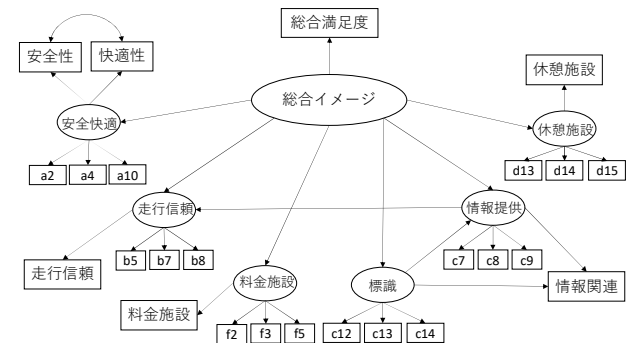 総合満足度
安全性
快適性
休憩施設
総合イメージ
安全快適
休憩施設
a2
a4
a10
d13
d14
d15
走行信頼
情報提供
b5
b7
b8
c7
c8
c9
走行信頼
料金施設
標識
情報関連
料金施設
f2
f3
f5
c12
c13
c14